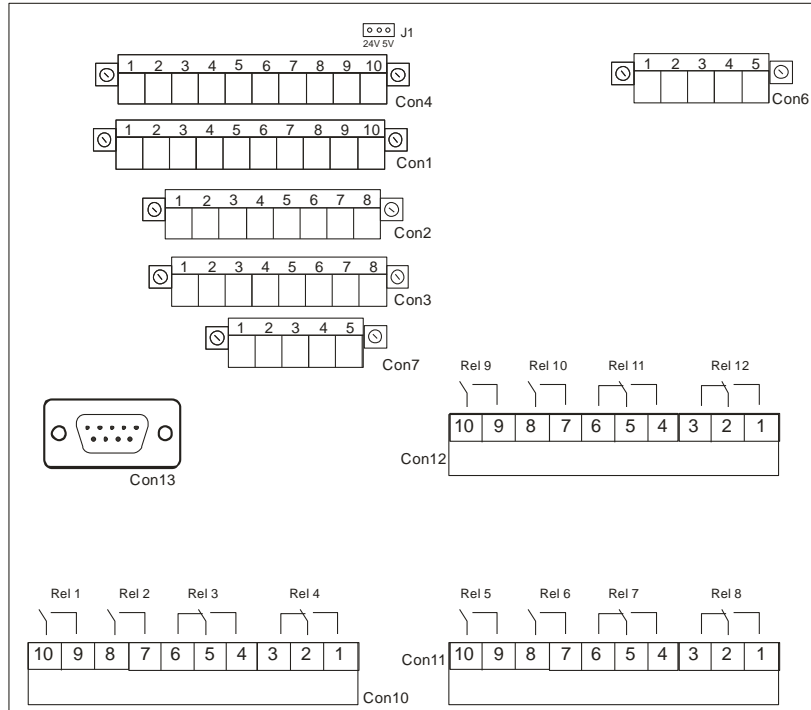 J1
24V 5V
1 2 3 4 5 6 7 8 9 10
Con4
1 2 3 4 5
Con6
1 2 3 4 5 6 7 8 9 10
Con1
1 2 3 4 5 6 7 8
Con2
1 2 3 4 5 6 7 8
Con3
1 2 3 4 5
Con7
Rel 9 Rel 10 Rel 11 Rel 12
10 9 8 7 6 5 4 3 2 1
Con12
Con13
Rel 1 Rel 2 Rel 3 Rel 4
10 9 8 7 6 5 4 3 2 1
Con10
Rel 5 Rel 6 Rel 7 Rel 8
10 9 8 7 6 5 4 3 2 1
Con11